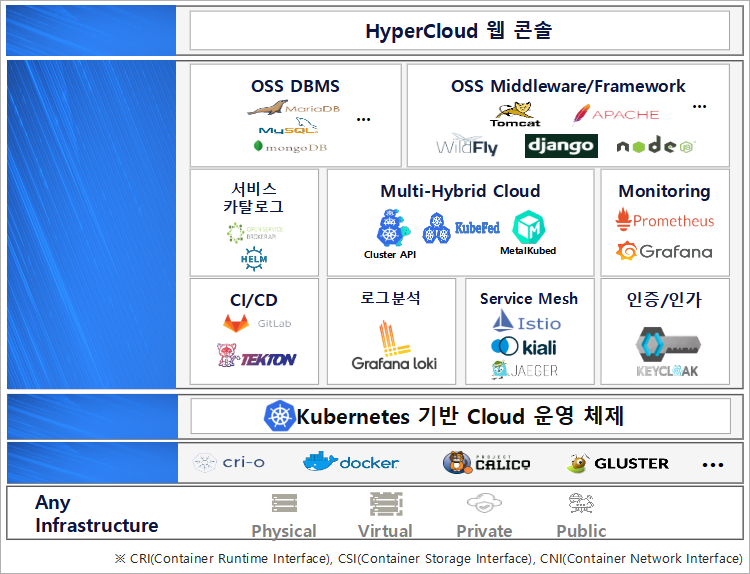 HyperCloud 웹 콘솔
OSS DBMS
MariaDB
MySQL
mongoDB
...
OSS Middleware/Framework
Tomcat
APACHE
...
WildFly
django
node
JS
서비스
카탈로그
OPEN SERVICE
BROKER API
HELM
Multi-Hybrid Cloud
Cluster API
KubeFed
MetalKubed
Monitoring
Prometheus
Grafana
CI/CD
GitLab
TEKTON
로그분석
Grafana loki
Service Mesh
Istio
kiali
JAEGER
인증/인가
KEYCLOAK
Kubernetes 기반 Cloud 운영 체제
cri-o
docker
PROJECT
CALICO
GLUSTER
...
Any
Infrastructure
Physical
Virtual
Private
Public
※ CRI(Container Runtime Interface), CSI(Container Storage Interface), CNI(Container Network Interface)